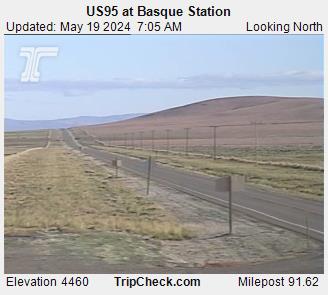 US95 at Basque Station
Updated: May 19 2024 7:05 AM Looking North
Elevation 4460 TripCheck.com Milepost 91.62